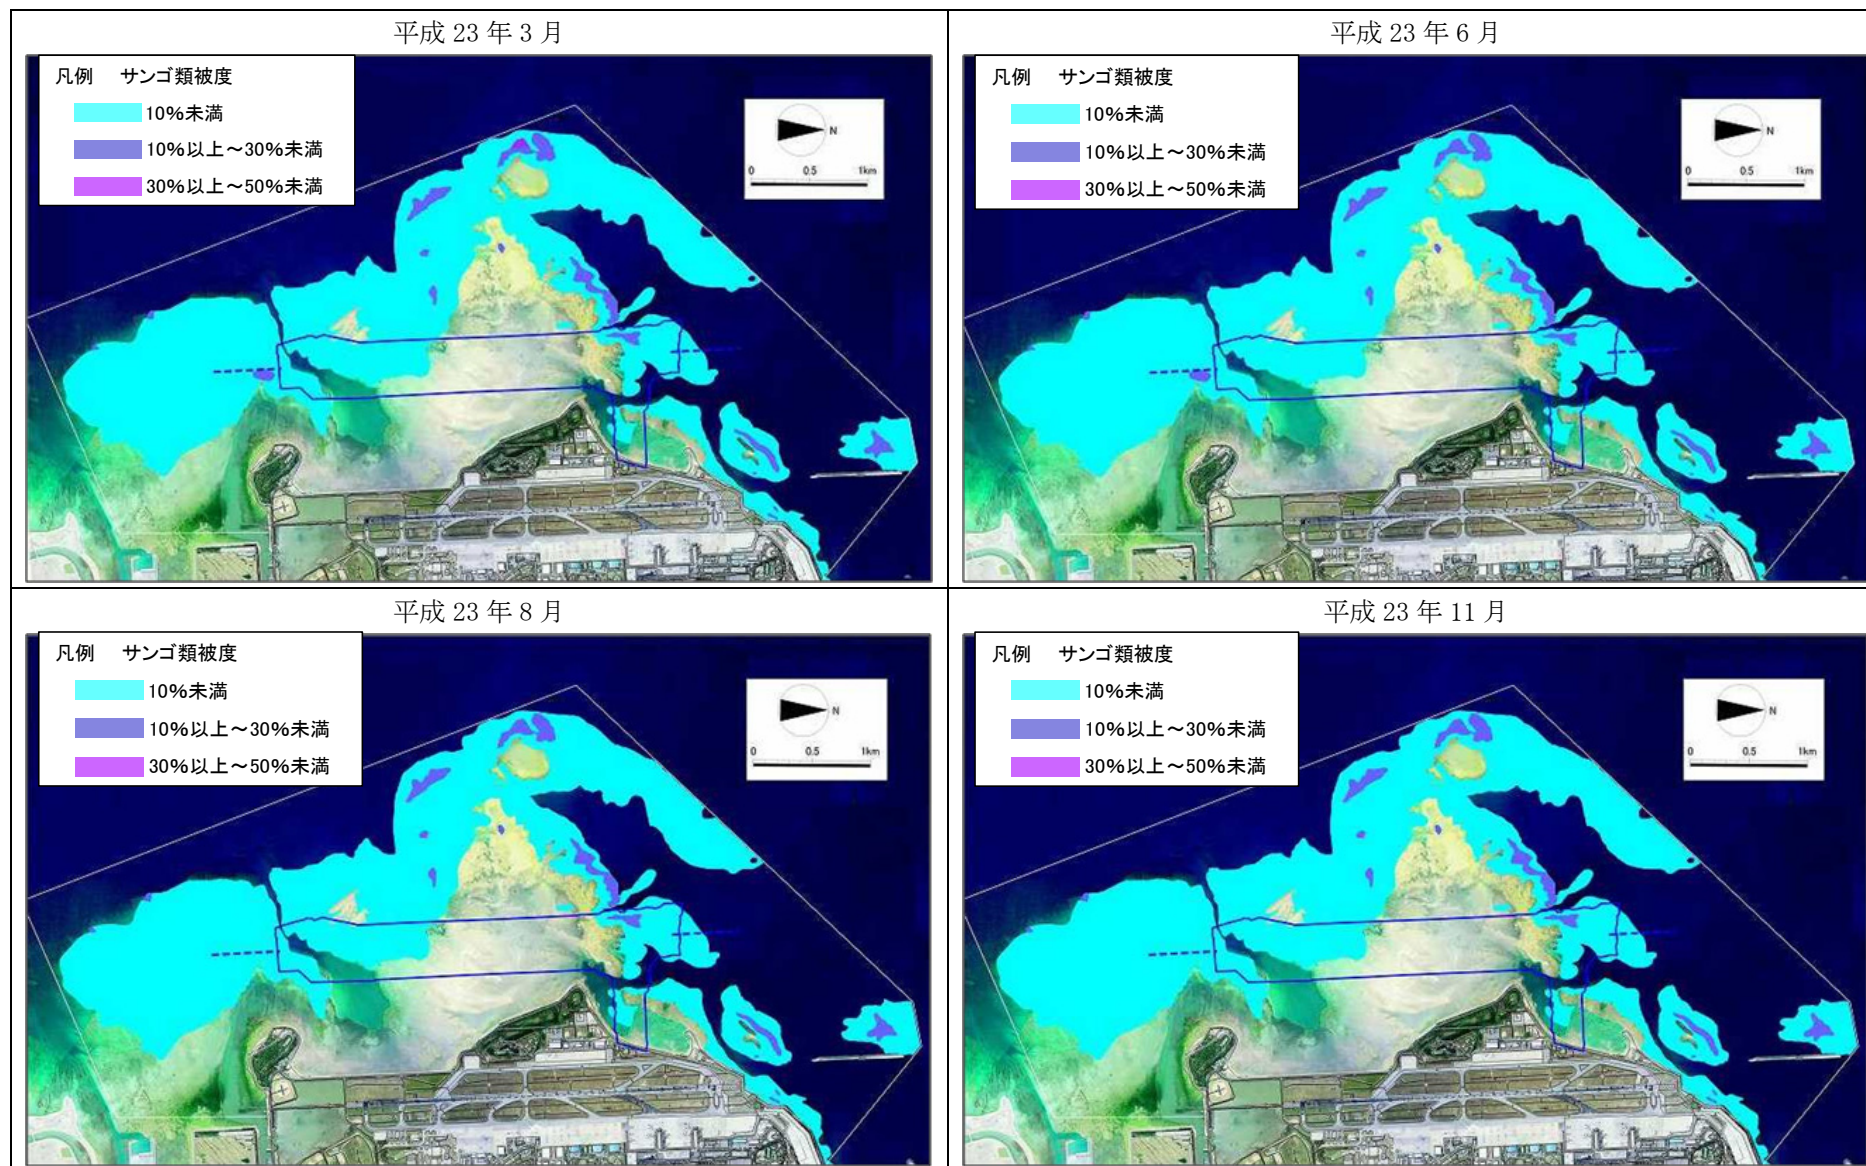 平成 23 年 3 月
凡例 サンゴ類被度
10%未満
10%以上～30%未満
30%以上～50%未満
N
0 0.5 1km
平成 23 年 6 月
凡例 サンゴ類被度
10%未満
10%以上～30%未満
30%以上～50%未満
N
0 0.5 1km
平成 23 年 8 月
凡例 サンゴ類被度
10%未満
10%以上～30%未満
30%以上～50%未満
N
0 0.5 1km
平成 23 年 11 月
凡例 サンゴ類被度
10%未満
10%以上～30%未満
30%以上～50%未満
N
0 0.5 1km